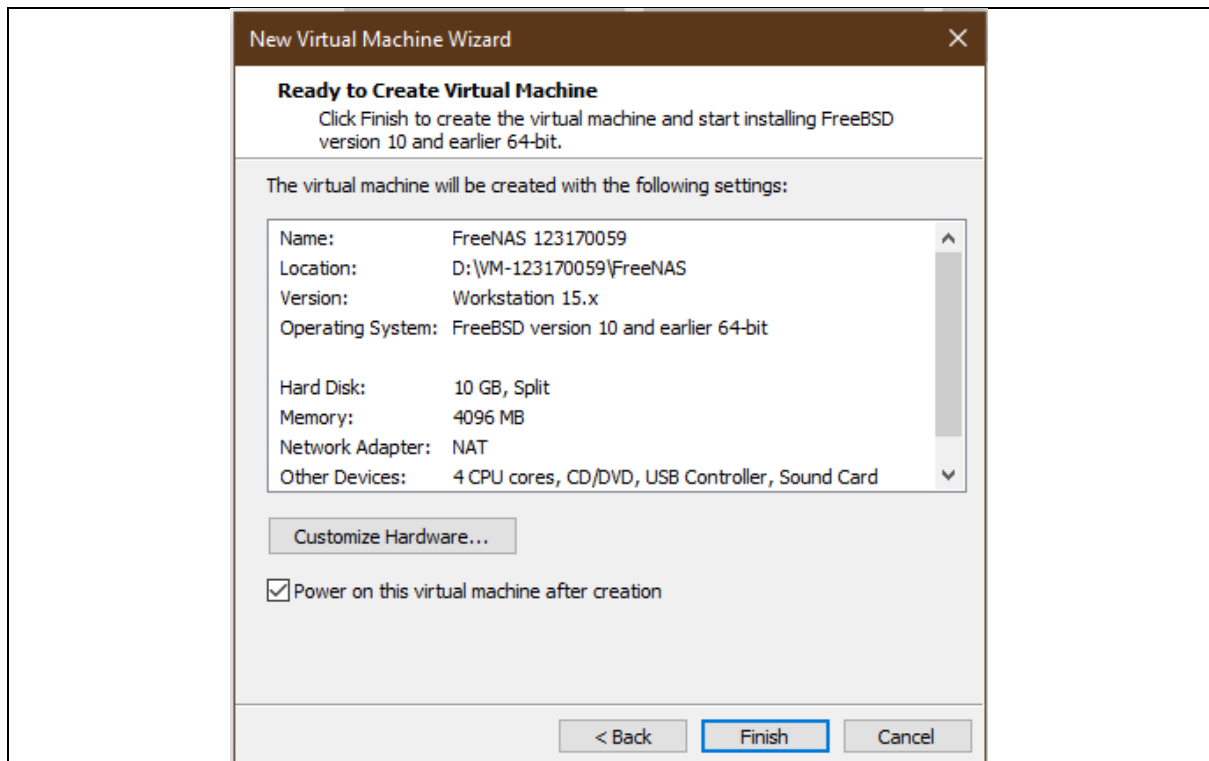 New Virtual Machine Wizard
Ready to Create Virtual Machine
Click Finish to create the virtual machine and start installing FreeBSD
version 10 and earlier 64-bit.
The virtual machine will be created with the following settings:
Name: FreeNAS 123170059
Location: D:\VM-123170059\FreeNAS
Version: Workstation 15.x
Operating System: FreeBSD version 10 and earlier 64-bit
Hard Disk: 10 GB, Split
Memory: 4096 MB
Network Adapter: NAT
Other Devices: 4 CPU cores, CD/DVD, USB Controller, Sound Card
Customize Hardware...
Power on this virtual machine after creation
< Back Finish Cancel